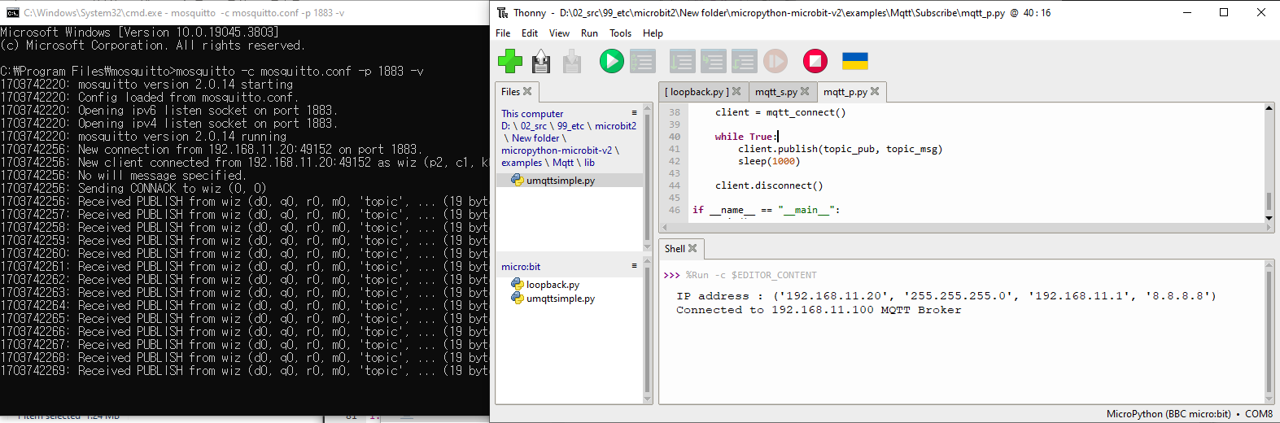 C:\Windows\System32\cmd.exe - mosquitto -c mosquitto.conf -p 1883 -v
Microsoft Windows [Version 10.0.19045.3803]
(c) Microsoft Corporation. All rights reserved.
C:₩Program Files₩mosquitto>mosquitto -c mosquitto.conf -p 1883 -v
1703742220: mosquitto version 2.0.14 starting
1703742220: Config loaded from mosquitto.conf.
1703742220: Opening ipv6 listen socket on port 1883.
1703742220: Opening ipv4 listen socket on port 1883.
1703742220: mosquitto version 2.0.14 running
1703742256: New connection from 192.168.11.20:49152 on port 1883.
1703742256: New client connected from 192.168.11.20:49152 as wiz (p2, c1, k
1703742256: No will message specified.
1703742256: Sending CONNACK to wiz (0, 0)
1703742256: Received PUBLISH from wiz (d0, q0, r0, m0, 'topic', ... (19 byt
1703742257: Received PUBLISH from wiz (d0, q0, r0, m0, 'topic', ... (19 byt
1703742258: Received PUBLISH from wiz (d0, q0, r0, m0, 'topic', ... (19 byt
1703742259: Received PUBLISH from wiz (d0, q0, r0, m0, 'topic', ... (19 byt
1703742260: Received PUBLISH from wiz (d0, q0, r0, m0, 'topic', ... (19 byt
1703742261: Received PUBLISH from wiz (d0, q0, r0, m0, 'topic', ... (19 byt
1703742262: Received PUBLISH from wiz (d0, q0, r0, m0, 'topic', ... (19 byt
1703742263: Received PUBLISH from wiz (d0, q0, r0, m0, 'topic', ... (19 byt
1703742264: Received PUBLISH from wiz (d0, q0, r0, m0, 'topic', ... (19 byt
1703742265: Received PUBLISH from wiz (d0, q0, r0, m0, 'topic', ... (19 byt
1703742266: Received PUBLISH from wiz (d0, q0, r0, m0, 'topic', ... (19 byt
1703742267: Received PUBLISH from wiz (d0, q0, r0, m0, 'topic', ... (19 byt
1703742268: Received PUBLISH from wiz (d0, q0, r0, m0, 'topic', ... (19 byt
1703742269: Received PUBLISH from wiz (d0, q0, r0, m0, 'topic', ... (19 byt
Thonny - D:\02_src\99_etc\microbit2\New folder\micropython-microbit-v2\examples\Mqtt\Subscribe\mqtt_p.py @ 40 : 16
File Edit View Run Tools Help
Files
This computer
D: \ 02_src \ 99_etc \ microbit2
\ New folder \
micropython-microbit-v2 \
examples \ Mqtt \ lib
umqttsimple.py
micro:bit
loopback.py
umqttsimple.py
[ loopback.py ] mqtt_s.py mqtt_p.py
38 client = mqtt_connect()
39
40 while True:
41 client.publish(topic_pub, topic_msg)
42 sleep(1000)
43
44 client.disconnect()
45
46 if __name__ == "__main__":
Shell
>>> %Run -c $EDITOR_CONTENT
IP address : ('192.168.11.20', '255.255.255.0', '192.168.11.1', '8.8.8.8')
Connected to 192.168.11.100 MQTT Broker
MicroPython (BBC micro:bit) • COM8